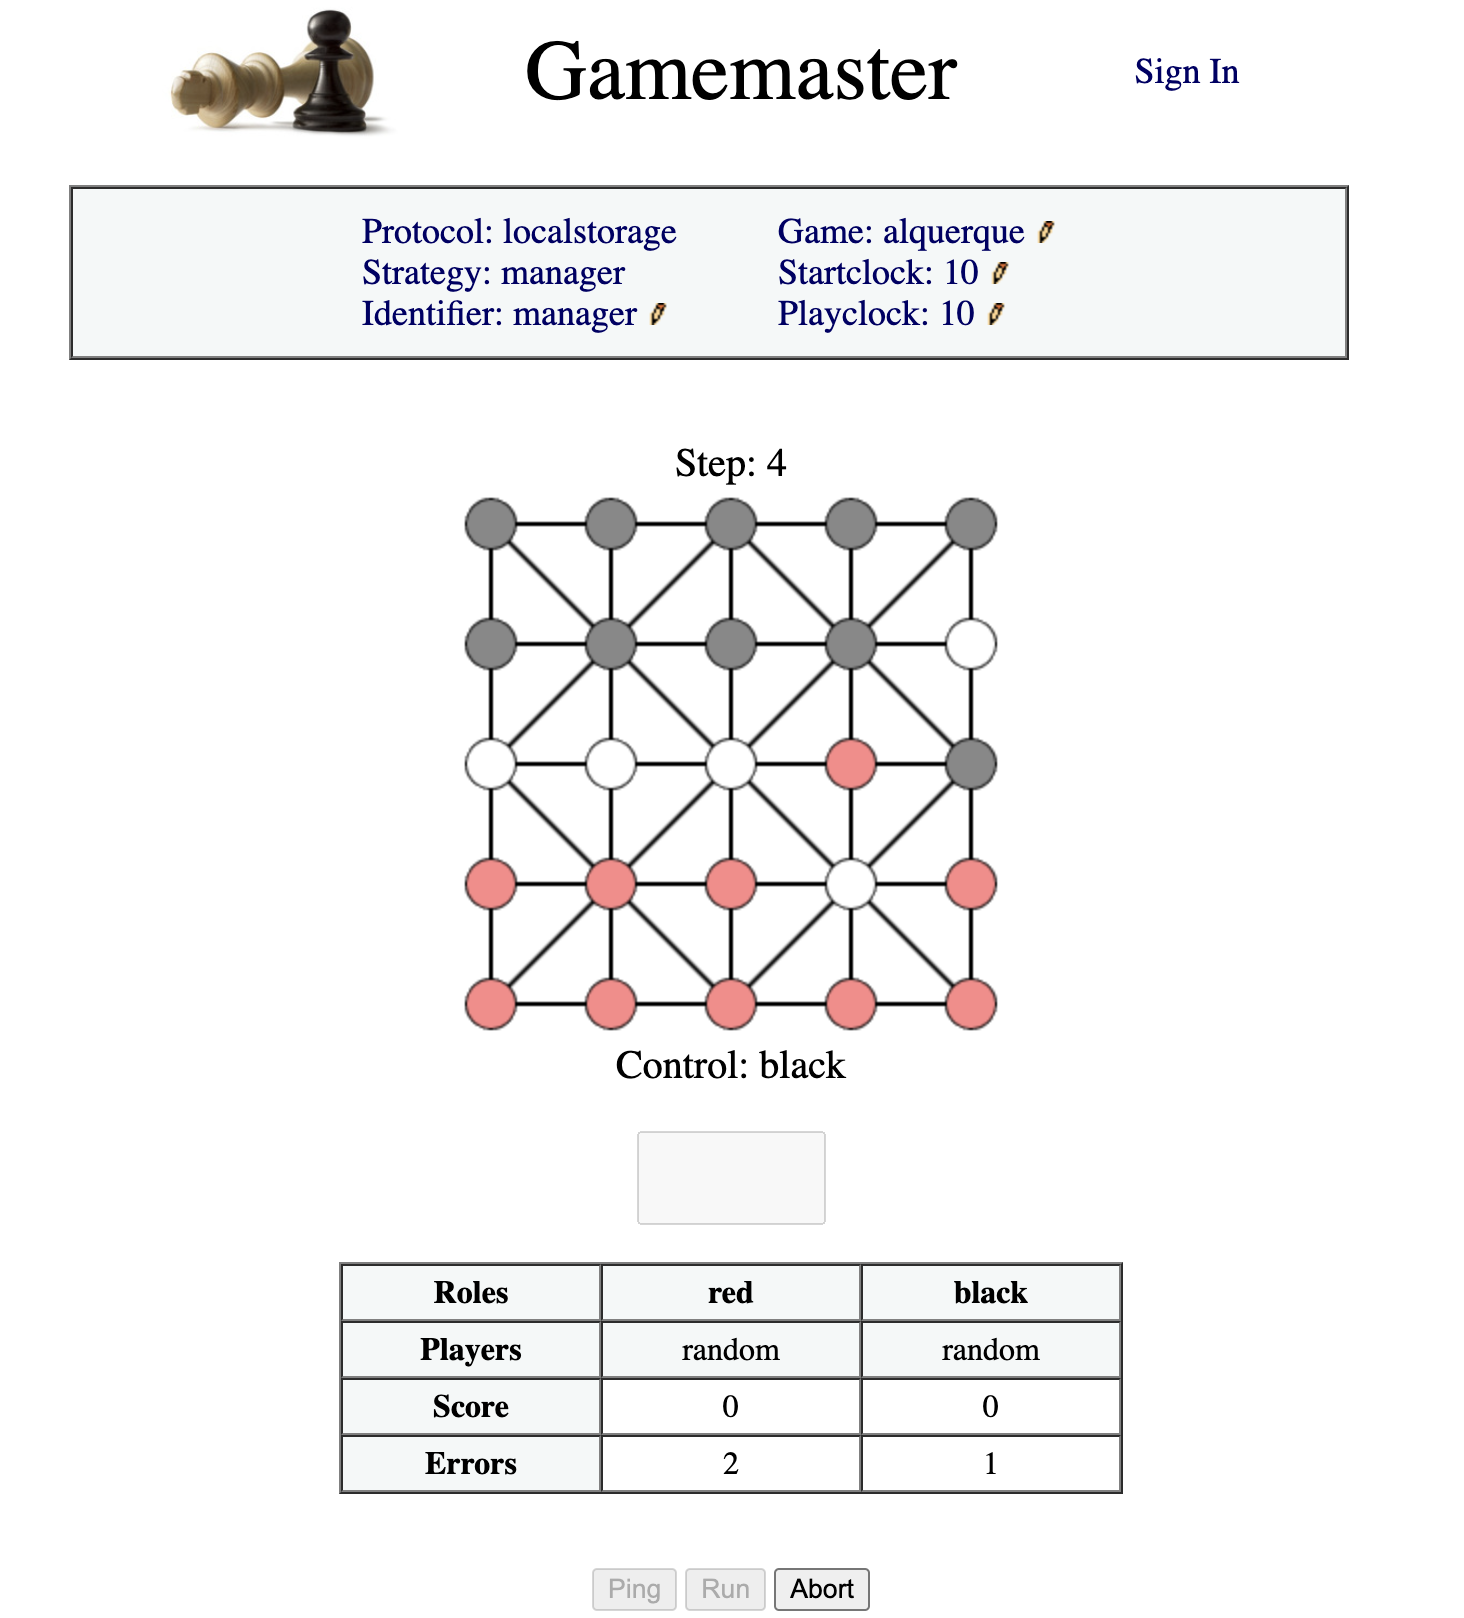 Gamemaster
Sign In
Protocol: localstorage
Strategy: manager
Identifier: manager
Game: alquerque
Startclock: 10
Playclock: 10
Step: 4
Control: black
Roles red black
Players random random
Score 0 0
Errors 2 1
Ping Run Abort